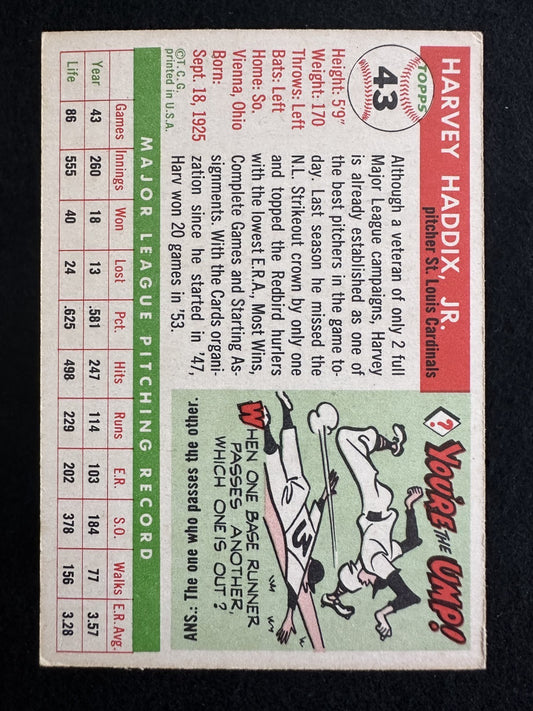 TOPPS
43
HARVEY HADDIX, JR.
pitcher St. Louis Cardinals
Height: 5'9"
Weight: 170
Throws: Left
Bats: Left
Home: So.
Vienna, Ohio
Born:
Sept. 18, 1925
©T.C.G.
printed in U.S.A.
Although a veteran of only 2 full
Major League campaigns, Harvey
is already established as one of
the best pitchers in the game to-
day. Last season he missed the
N.L. Strikeout crown by only one
and topped the Redbird hurlers
with the lowest E.R.A., Most Wins,
Complete Games and Starting As-
signments. With the Cards organi-
zation since he started in '47,
Harv won 20 games in '53.
?
YOU'RE THE UMP!
3
WHEN ONE BASE RUNNER
PASSES ANOTHER,
WHICH ONE IS OUT?
ANS.: The one who passes the other.
MAJOR LEAGUE PITCHING RECORD
Games Innings Won Lost Pct. Hits Runs E.R. S.O. Walks E.R.Avg.
Year 43 260 18 13 .581 247 114 103 184 77 3.57
Life 86 555 40 24 .625 498 229 202 378 156 3.28